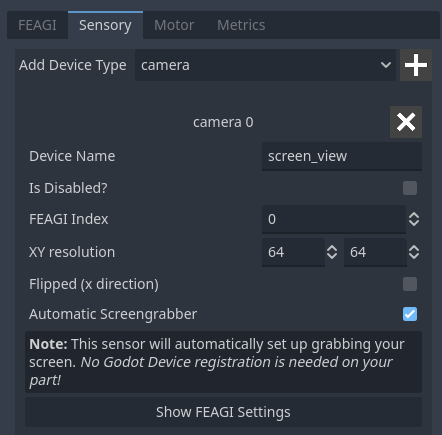 FEAGI Sensory Motor Metrics
Add Device Type camera
camera 0
Device Name screen_view
Is Disabled?
FEAGI Index 0
XY resolution 64 64
Flipped (x direction)
Automatic Screengrabber
Note: This sensor will automatically set up grabbing your
screen. No Godot Device registration is needed on your
part!
Show FEAGI Settings